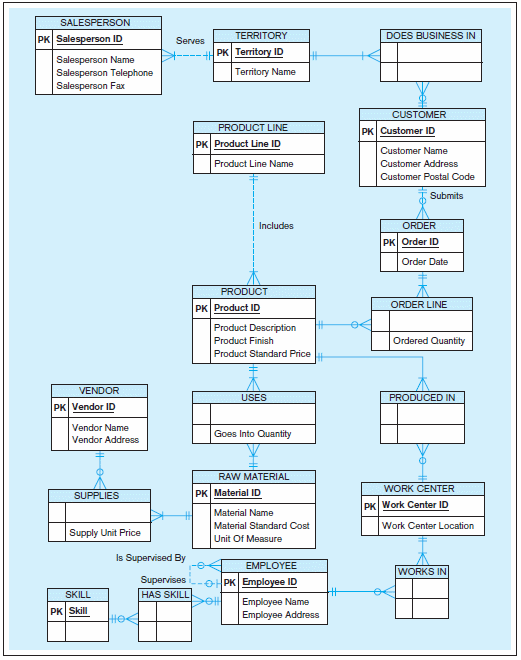 SALESPERSON
PK Salesperson ID
Salesperson Name
Salesperson Telephone
Salesperson Fax
Serves
TERRITORY
PK Territory ID
Territory Name
DOES BUSINESS IN
PRODUCT LINE
PK Product Line ID
Product Line Name
CUSTOMER
PK Customer ID
Customer Name
Customer Address
Customer Postal Code
Submits
Includes
ORDER
PK Order ID
Order Date
PRODUCT
PK Product ID
Product Description
Product Finish
Product Standard Price
ORDER LINE
Ordered Quantity
VENDOR
PK Vendor ID
Vendor Name
Vendor Address
USES
Goes Into Quantity
PRODUCED IN
SUPPLIES
Supply Unit Price
RAW MATERIAL
PK Material ID
Material Name
Material Standard Cost
Unit Of Measure
WORK CENTER
PK Work Center ID
Work Center Location
Is Supervised By
Supervises
EMPLOYEE
PK Employee ID
Employee Name
Employee Address
WORKS IN
SKILL
PK Skill
HAS SKILL